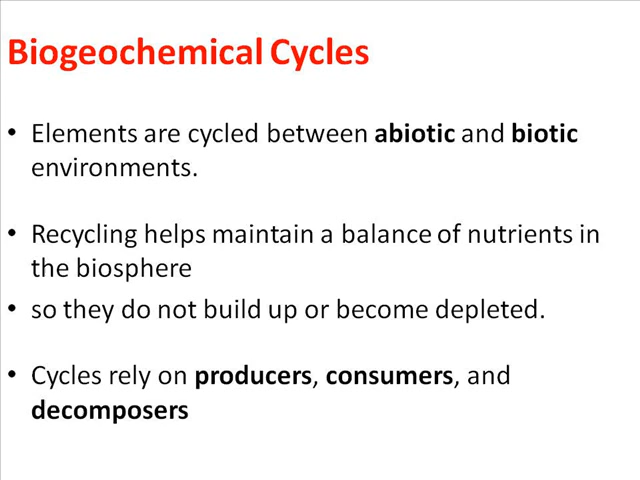 Biogeochemical Cycles
• Elements are cycled between abiotic and biotic
environments.
• Recycling helps maintain a balance of nutrients in
the biosphere
• so they do not build up or become depleted.
• Cycles rely on producers, consumers, and
decomposers